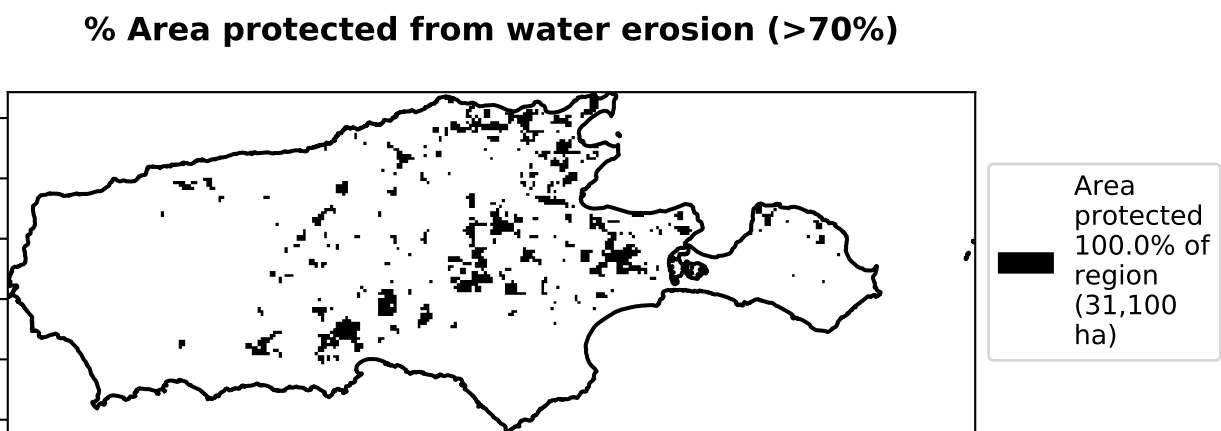 % Area protected from water erosion (>70%)
Area
protected
100.0% of
region
(31,100
ha)